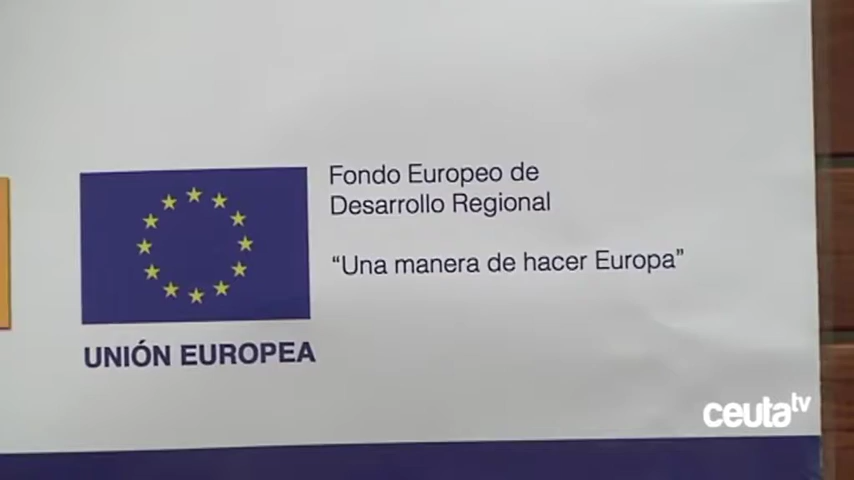 Fondo Europeo de
Desarrollo Regional
“Una manera de hacer Europa”
UNIÓN EUROPEA
ceuta tv